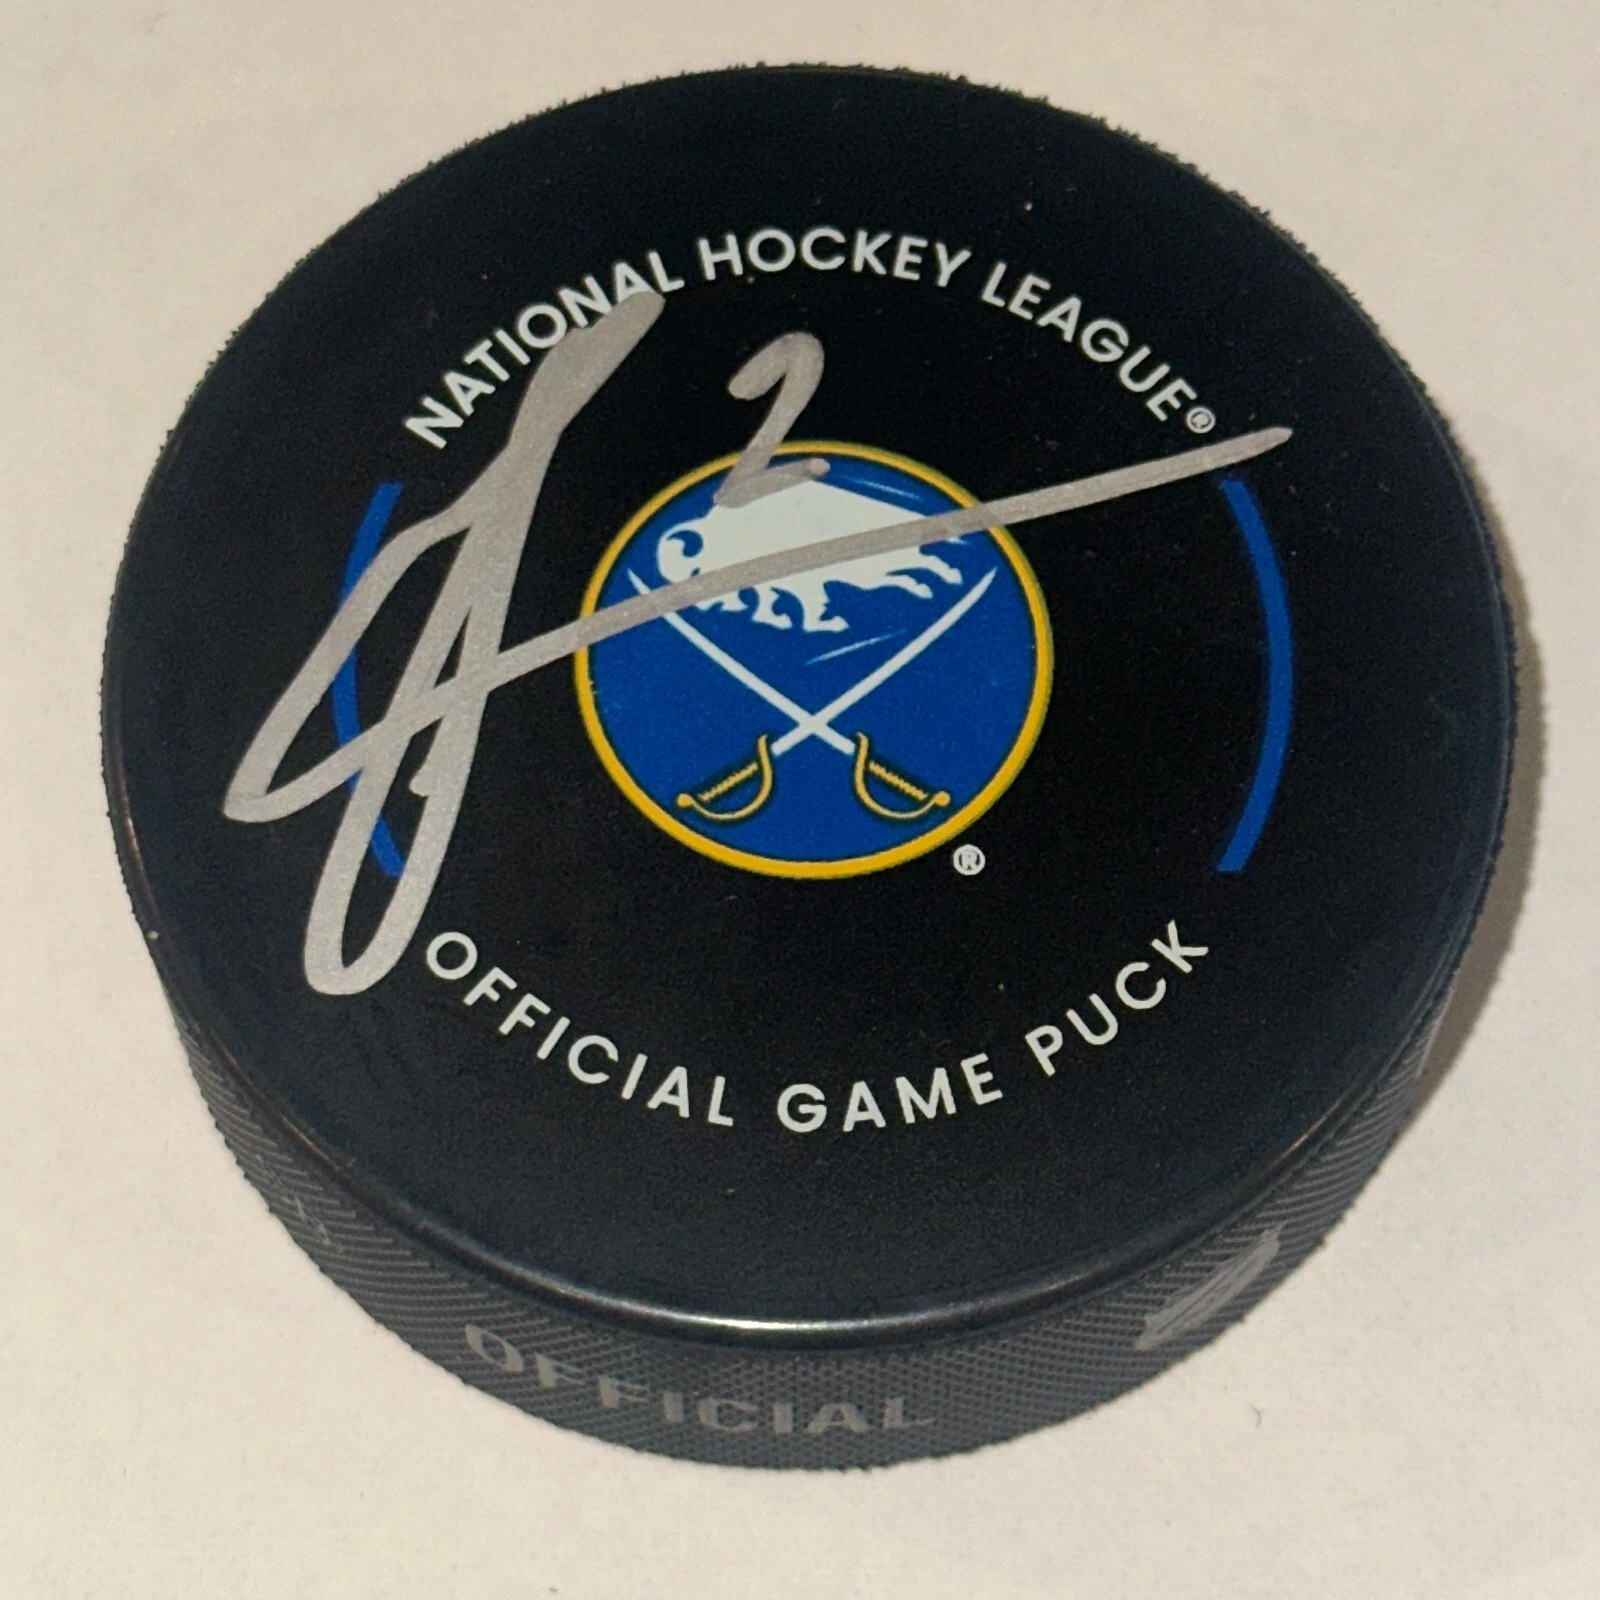 NATIONAL HOCKEY LEAGUE®
2
®
OFFICIAL GAME PUCK
OFFICIAL